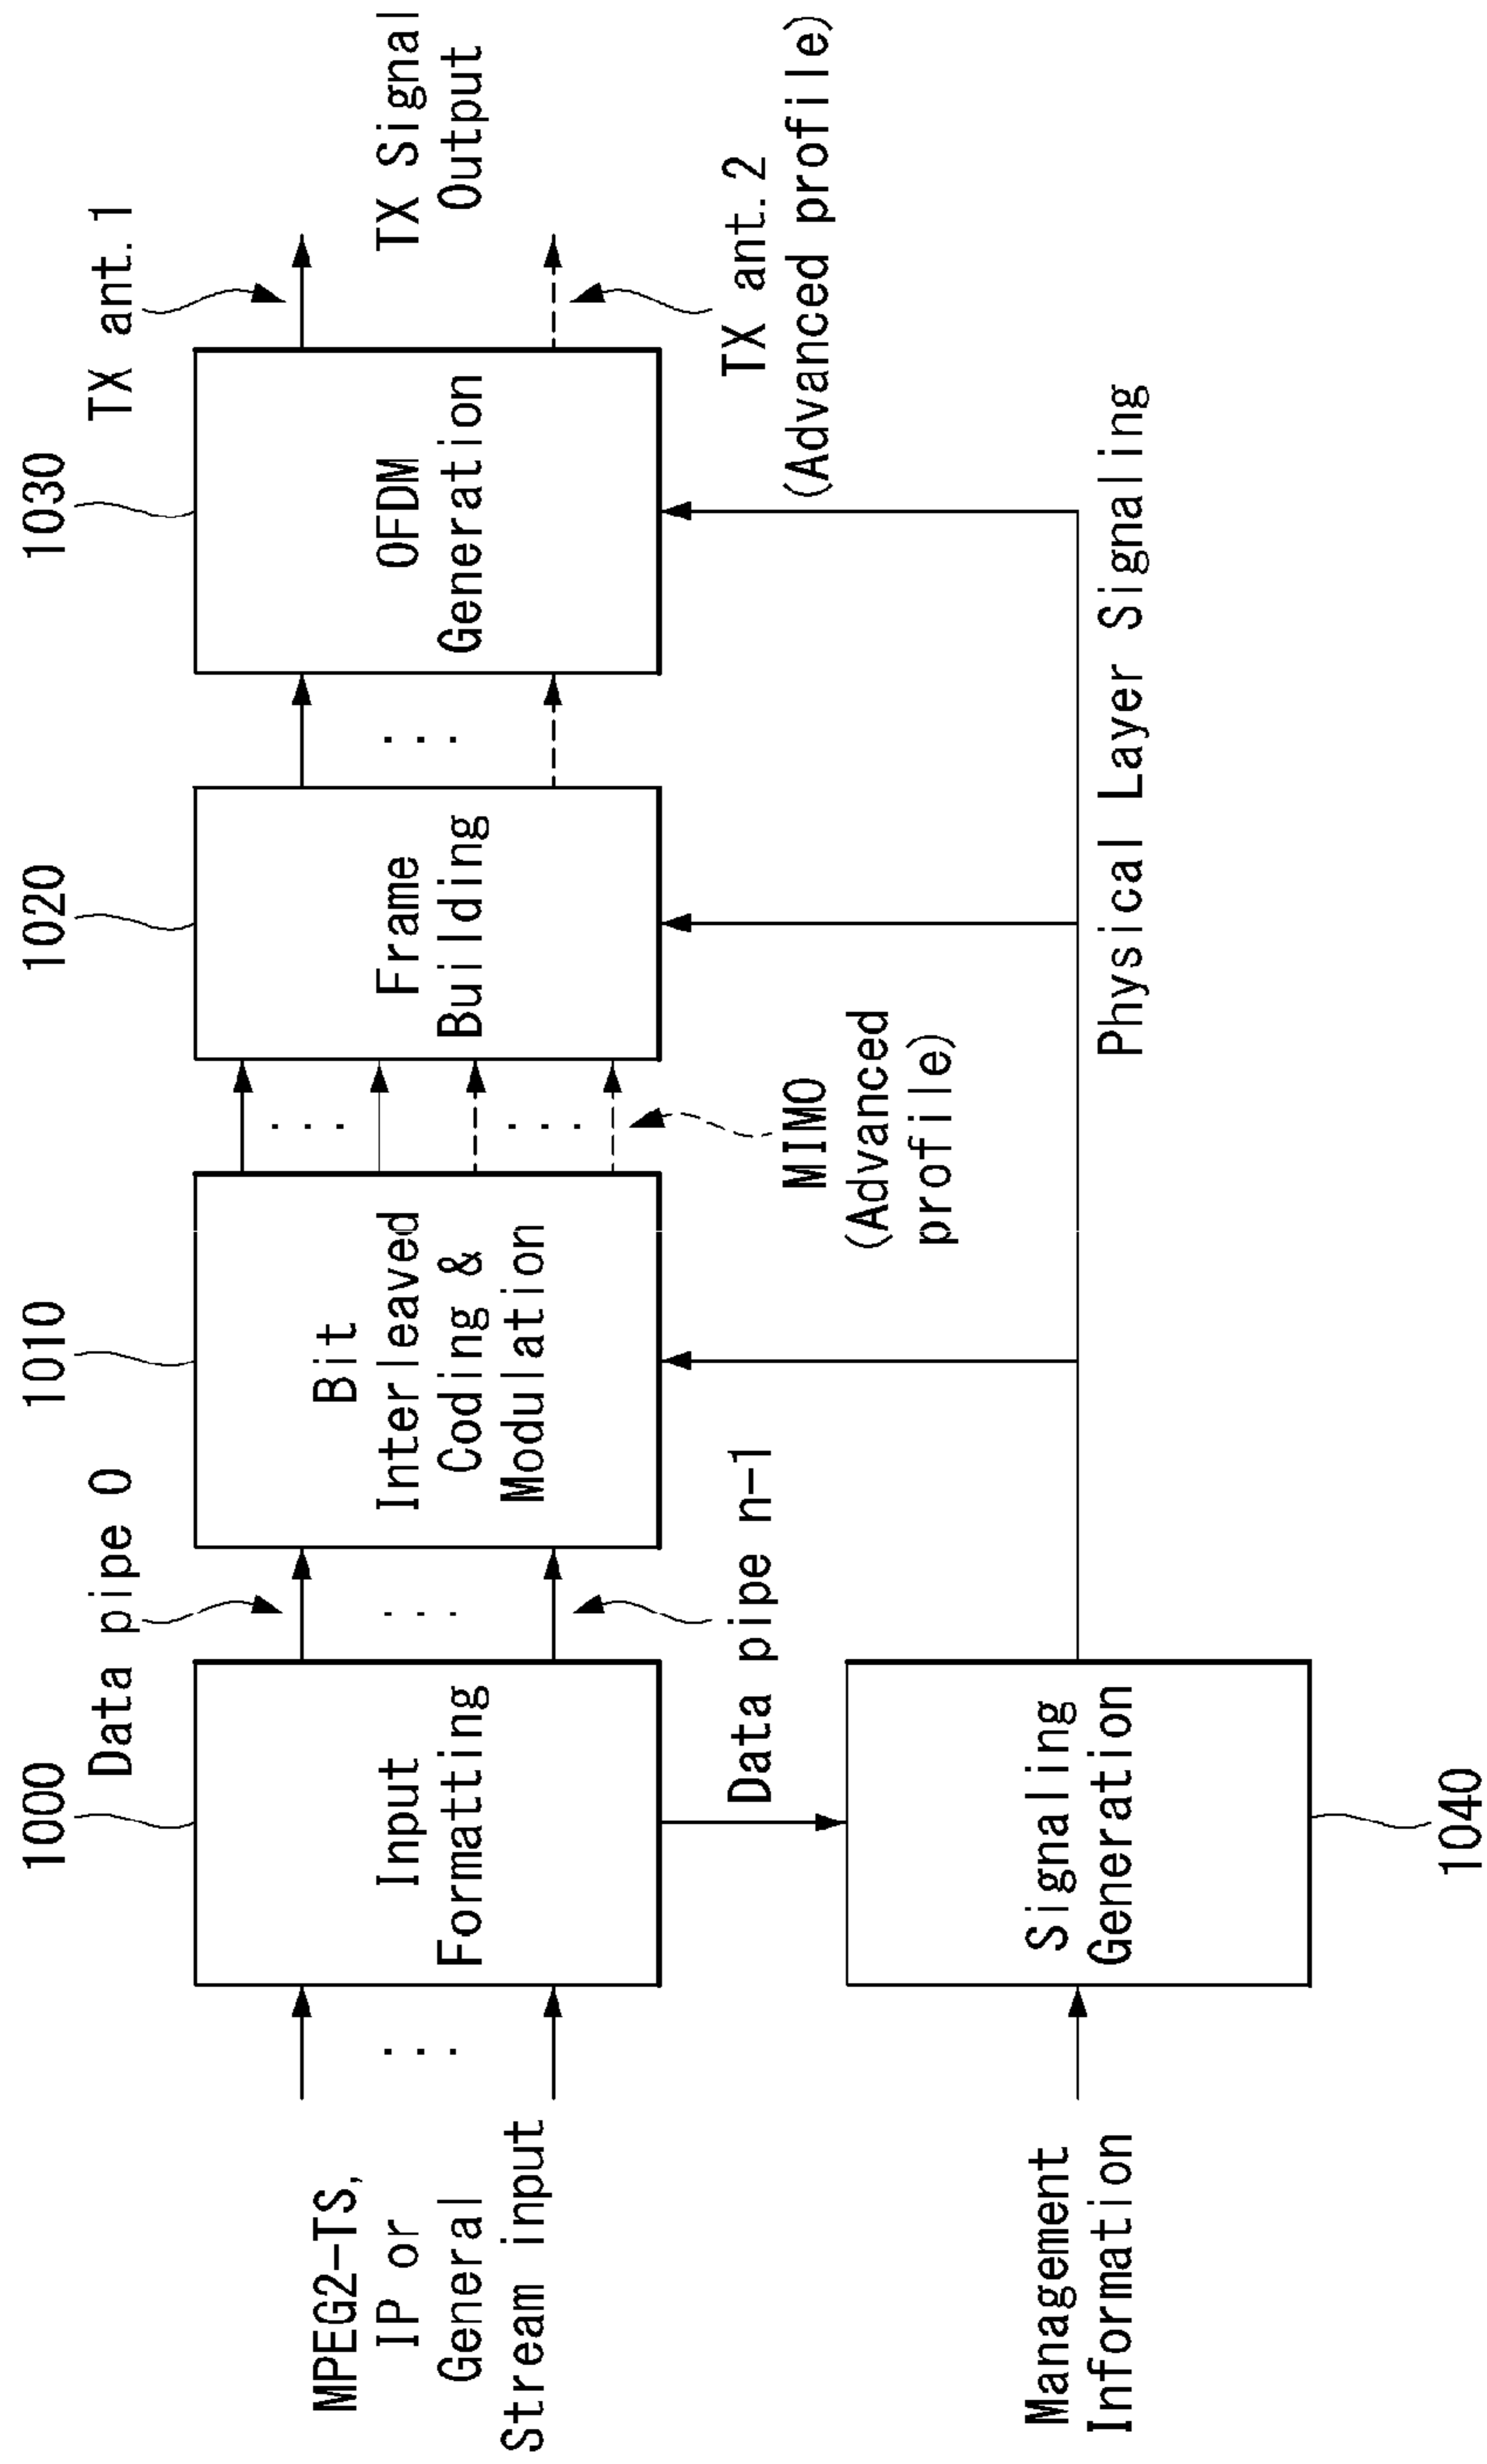 1000
1010
1020
1030
Data pipe 0
TX ant. 1
MPEG2-TS,
IP or
General
Stream input
Input
Formatting
Bit
Interleaved
Coding &
Modulation
Frame
Building
OFDM
Generation
TX Signal
Output
Data pipe n-1
MIMO
(Advanced
profile)
TX ant. 2
(Advanced profile)
Management
Information
Signaling
Generation
Physical Layer Signaling
1040